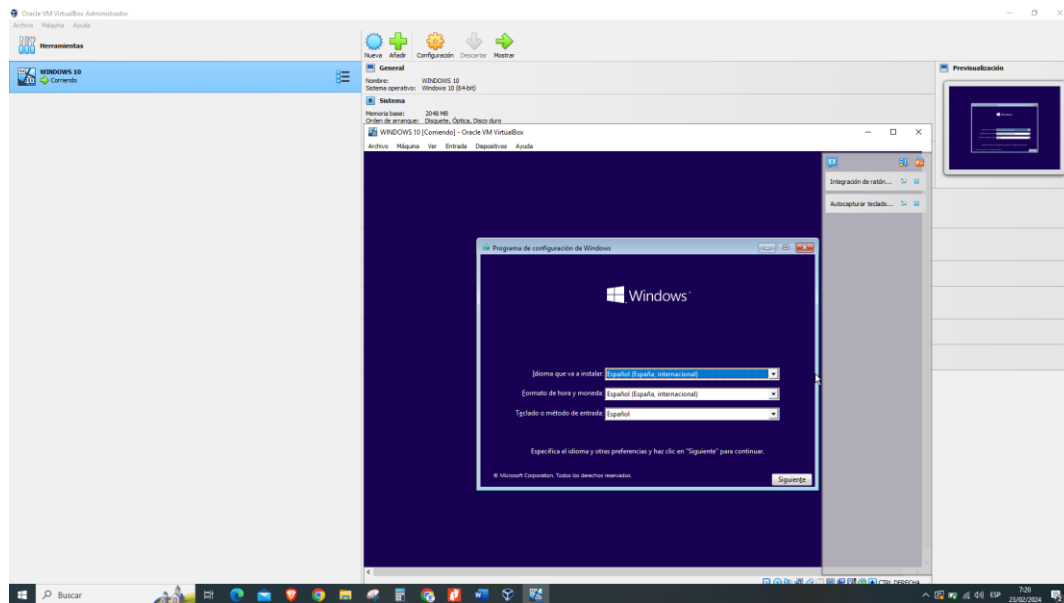 Oracle VM VirtualBox Administrador
Archivo Máquina Ayuda
Herramientas
Nueva Añadir Configuración Descartar Mostrar
WINDOWS 10
Corriendo
General
Nombre: WINDOWS 10
Sistema operativo: Windows 10 (64-bit)
Sistema
Memoria base: 2048 MB
Orden de arranque: Disquete, Óptica, Disco duro
Previsualización
WINDOWS 10 [Corriendo] - Oracle VM VirtualBox
Archivo Máquina Ver Entrada Dispositivos Ayuda
Integración de ratón...
Autocapturar teclado...
Programa de configuración de Windows
Windows
Idioma que va a instalar: Español (España, internacional)
Formato de hora y moneda: Español (España, internacional)
Teclado o método de entrada: Español
Especifica el idioma y otras preferencias y haz clic en "Siguiente" para continuar.
© Microsoft Corporation. Todos los derechos reservados.
Siguiente
CTRL DERECHA
Buscar
ESP
7:20
23/02/2024